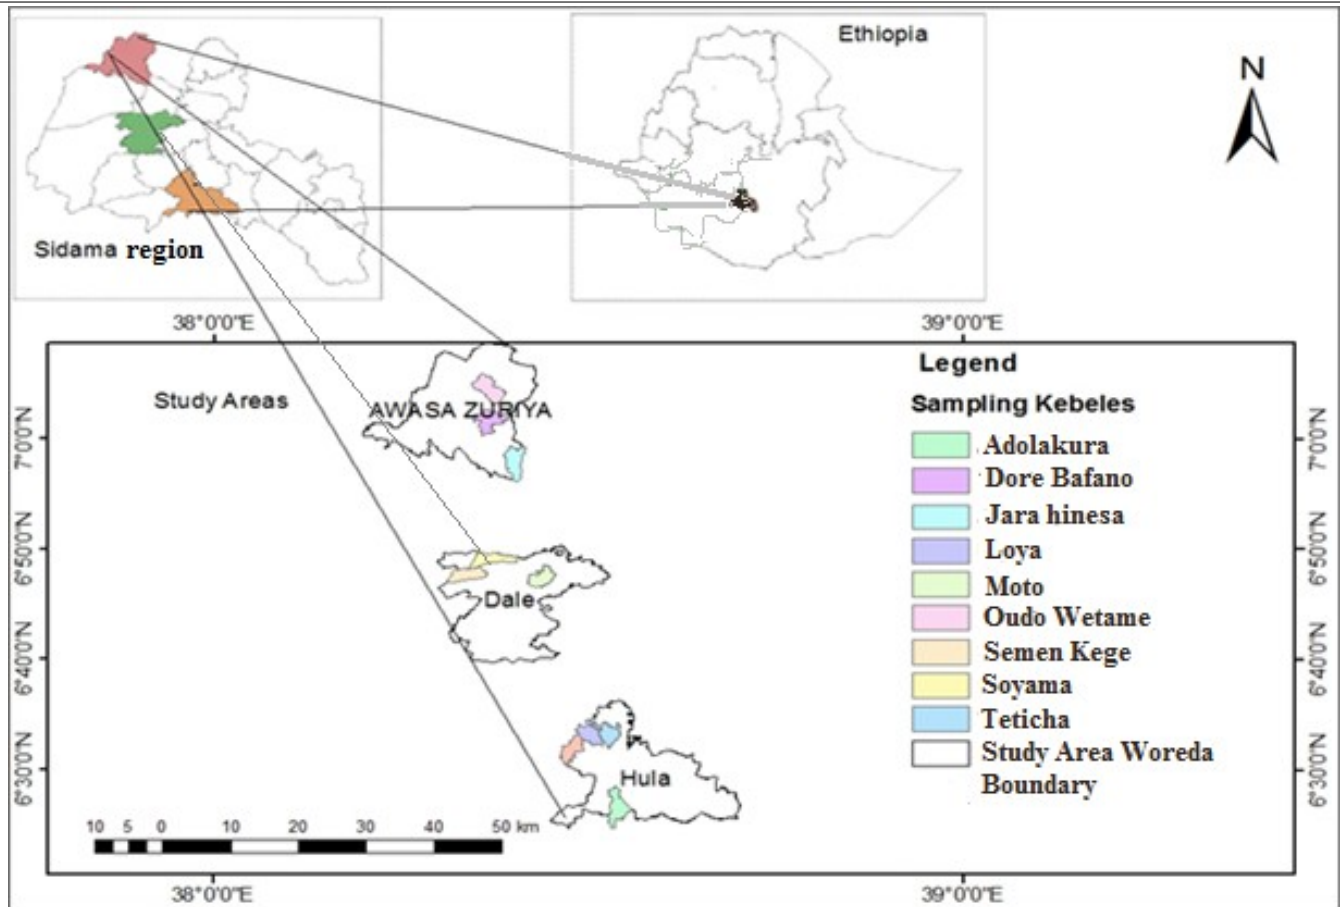 Ethiopia
N
Sidama region
38°0'0"E
39°0'0"E
Study Areas
AWASA ZURIYA
Dale
Hula
7°0'0"N
6°50'0"N
6°40'0"N
6°30'0"N
Legend
Sampling Kebeles
Adolakura
Dore Bafano
Jara hinesa
Loya
Moto
Oudo Wetame
Semen Kege
Soyama
Teticha
Study Area Woreda
Boundary
7°0'0"N
6°50'0"N
6°40'0"N
6°30'0"N
10 5 0 10 20 30 40 50 km
38°0'0"E
39°0'0"E